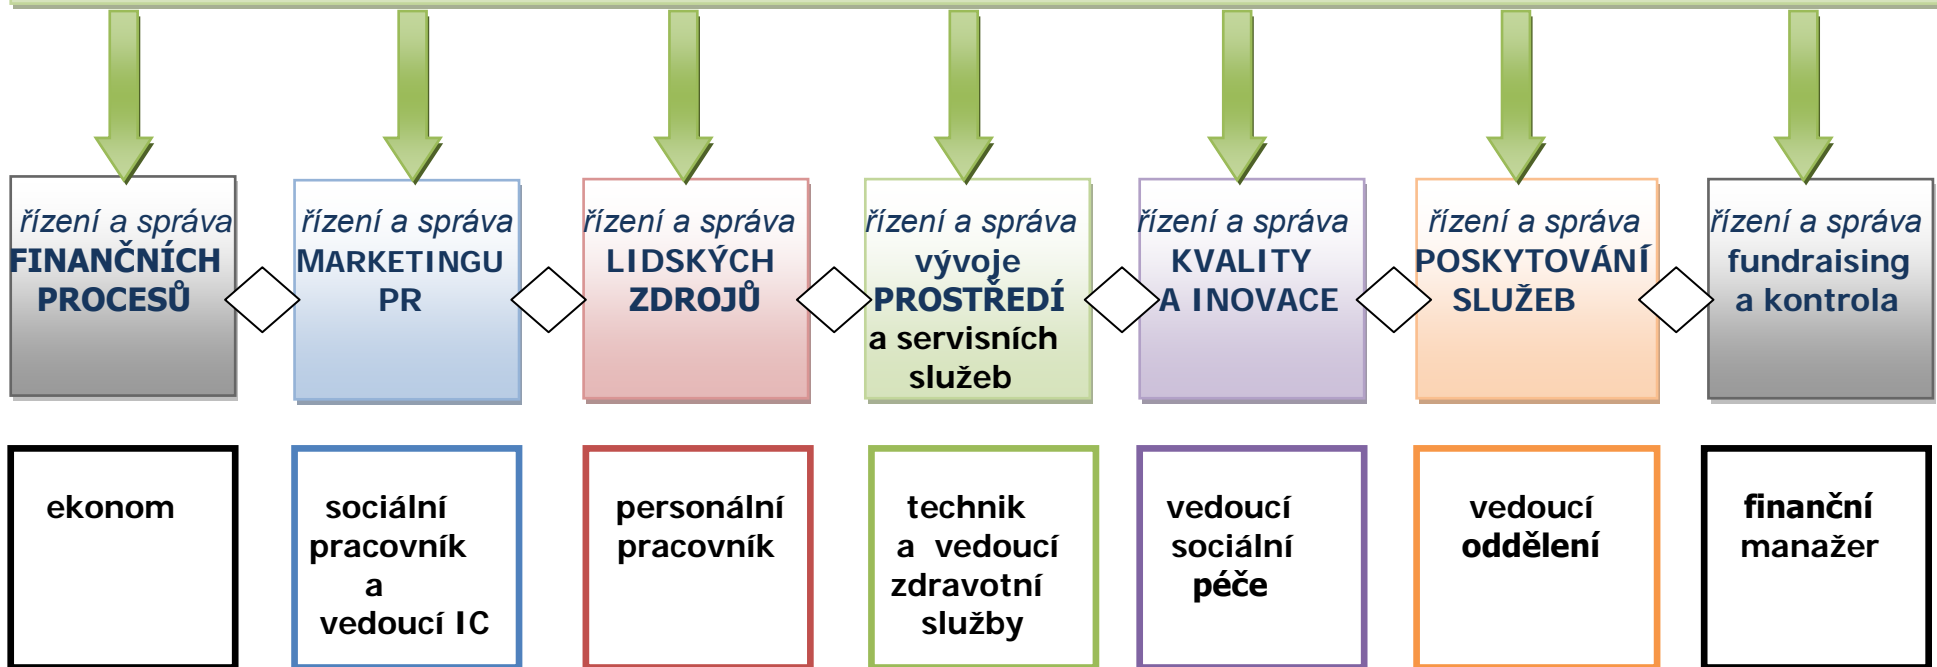 řízení a správa
FINANČNÍCH
PROCESŮ
řízení a správa
MARKETINGU
PR
řízení a správa
LIDSKÝCH
ZDROJŮ
řízení a správa
vývoje
PROSTŘEDÍ
a servisních
služeb
řízení a správa
KVALITY
A INOVACE
řízení a správa
POSKYTOVÁNÍ
SLUŽEB
řízení a správa
fundraising
a kontrola
ekonom
sociální
pracovník
a
vedoucí IC
personální
pracovník
technik
a vedoucí
zdravotní
služby
vedoucí
sociální
péče
vedoucí
oddělení
finanční
manažer